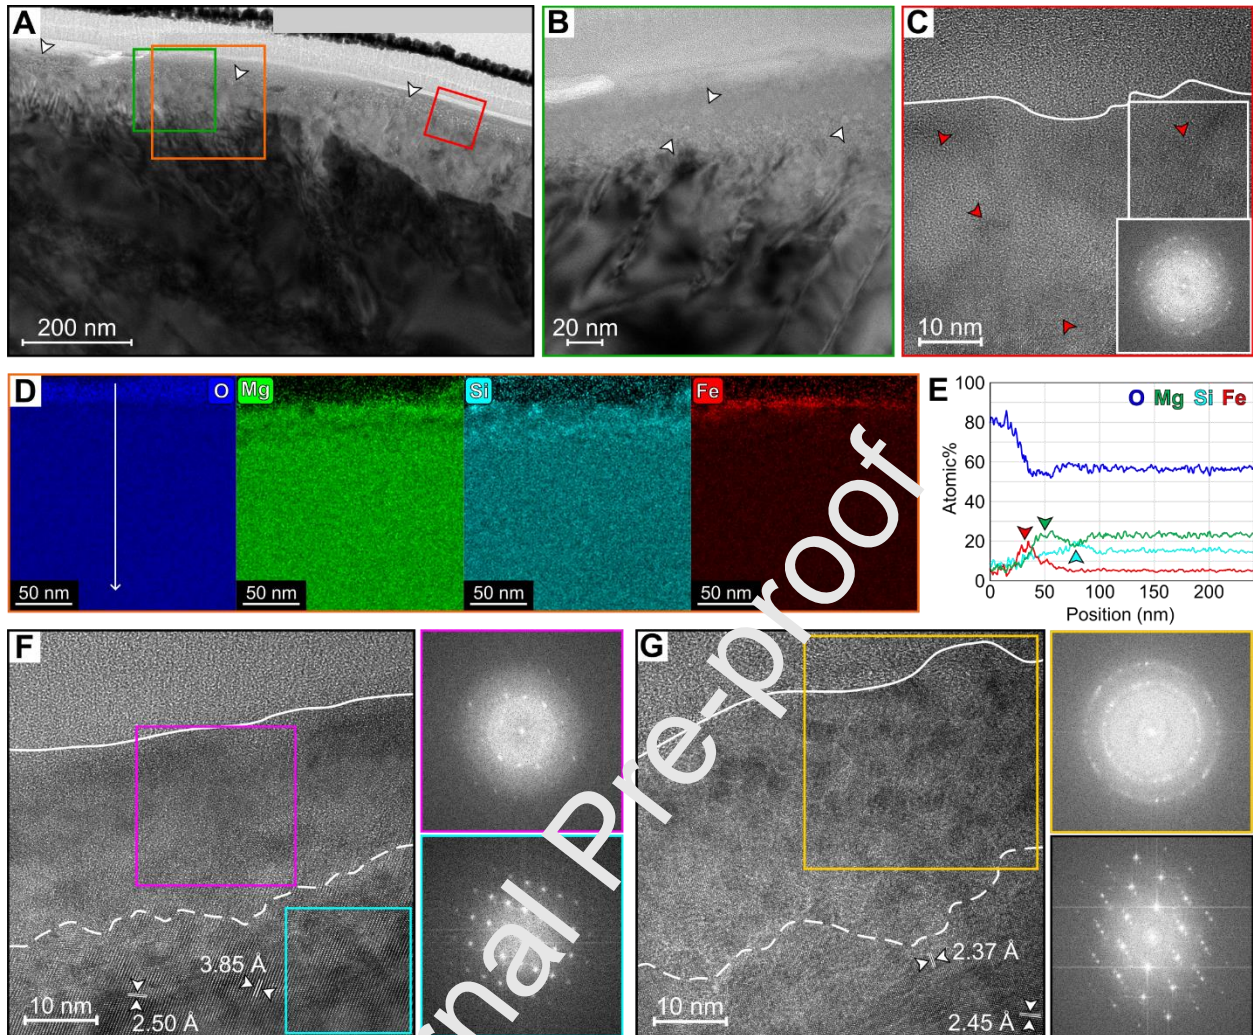 A
200 nm
B
20 nm
C
10 nm
D
O
Mg
Si
Fe
50 nm
50 nm
50 nm
50 nm
E
O Mg Si Fe
100
80
60
40
20
0
Atomic%
0 50 100 150 200
Position (nm)
F
3.85 Å
2.50 Å
10 nm
G
2.37 Å
2.45 Å
10 nm
rnal Pre-proof